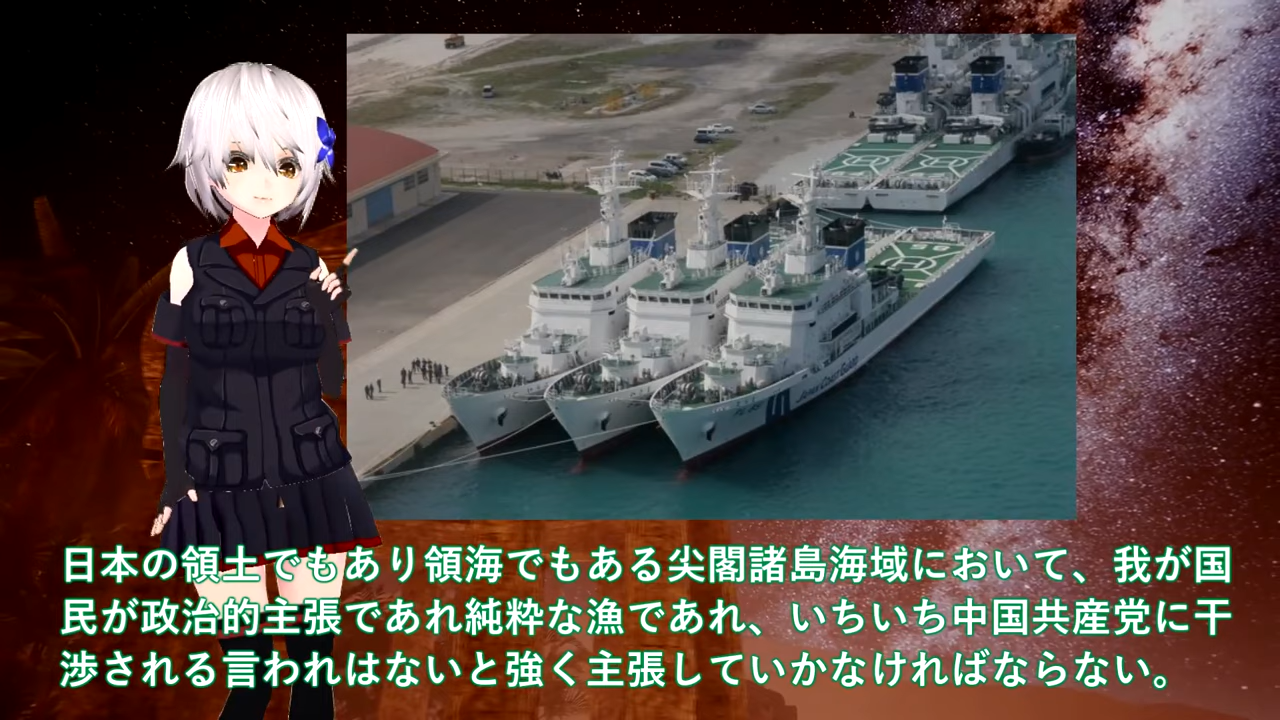 JAPAN COAST GUARD
日本の領土でもあり領海でもある尖閣諸島海域において、我が国
民が政治的主張であれ純粋な漁であれ、いちいち中国共産党に干
渉される言われはないと強く主張していかなければならない。